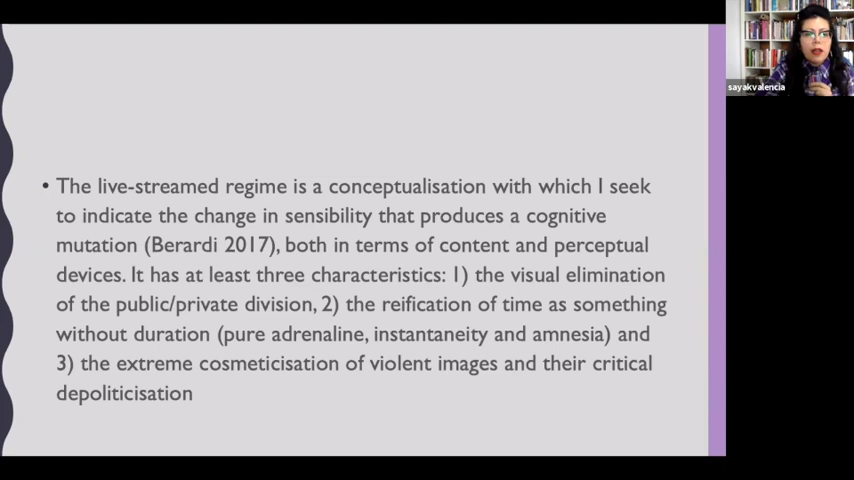 • The live-streamed regime is a conceptualisation with which I seek
to indicate the change in sensibility that produces a cognitive
mutation (Berardi 2017), both in terms of content and perceptual
devices. It has at least three characteristics: 1) the visual elimination
of the public/private division, 2) the reification of time as something
without duration (pure adrenaline, instantaneity and amnesia) and
3) the extreme cosmeticisation of violent images and their critical
depoliticisation
sayakvalencia